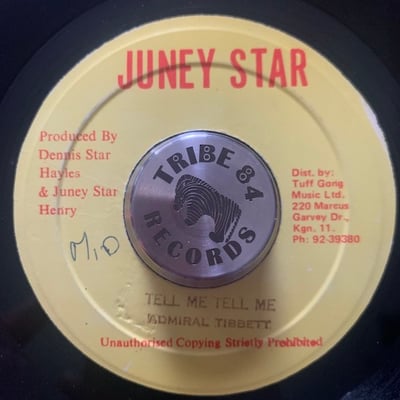 JUNEY STAR
Produced By
Dennis Star
Hayles
& Juney Star
Henry
TRIBE 84
RECORDS
Dist. by:
Tuff Gong
Music Ltd.
220 Marcus
Garvey Dr.,
Kgn. 11.
Ph: 92-39380
TELL ME TELL ME
ADMIRAL TIBBETT
Unauthorised Copying Strictly Prohibited